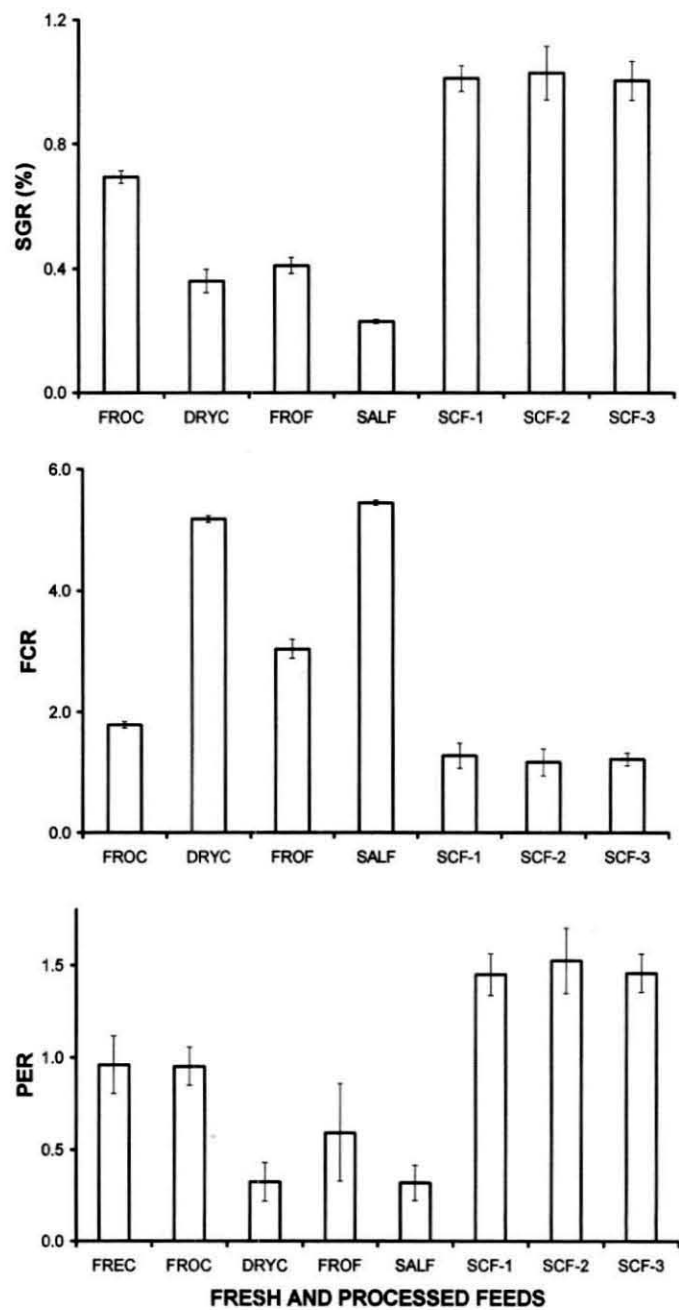 1.2
0.8
0.4
0.0
SGR (%)
FROC DRYC FROF SALF SCF-1 SCF-2 SCF-3
6.0
4.0
2.0
0.0
FCR
FROC DRYC FROF SALF SCF-1 SCF-2 SCF-3
1.5
1.0
0.5
0.0
PER
FREC FROC DRYC FROF SALF SCF-1 SCF-2 SCF-3
FRESH AND PROCESSED FEEDS